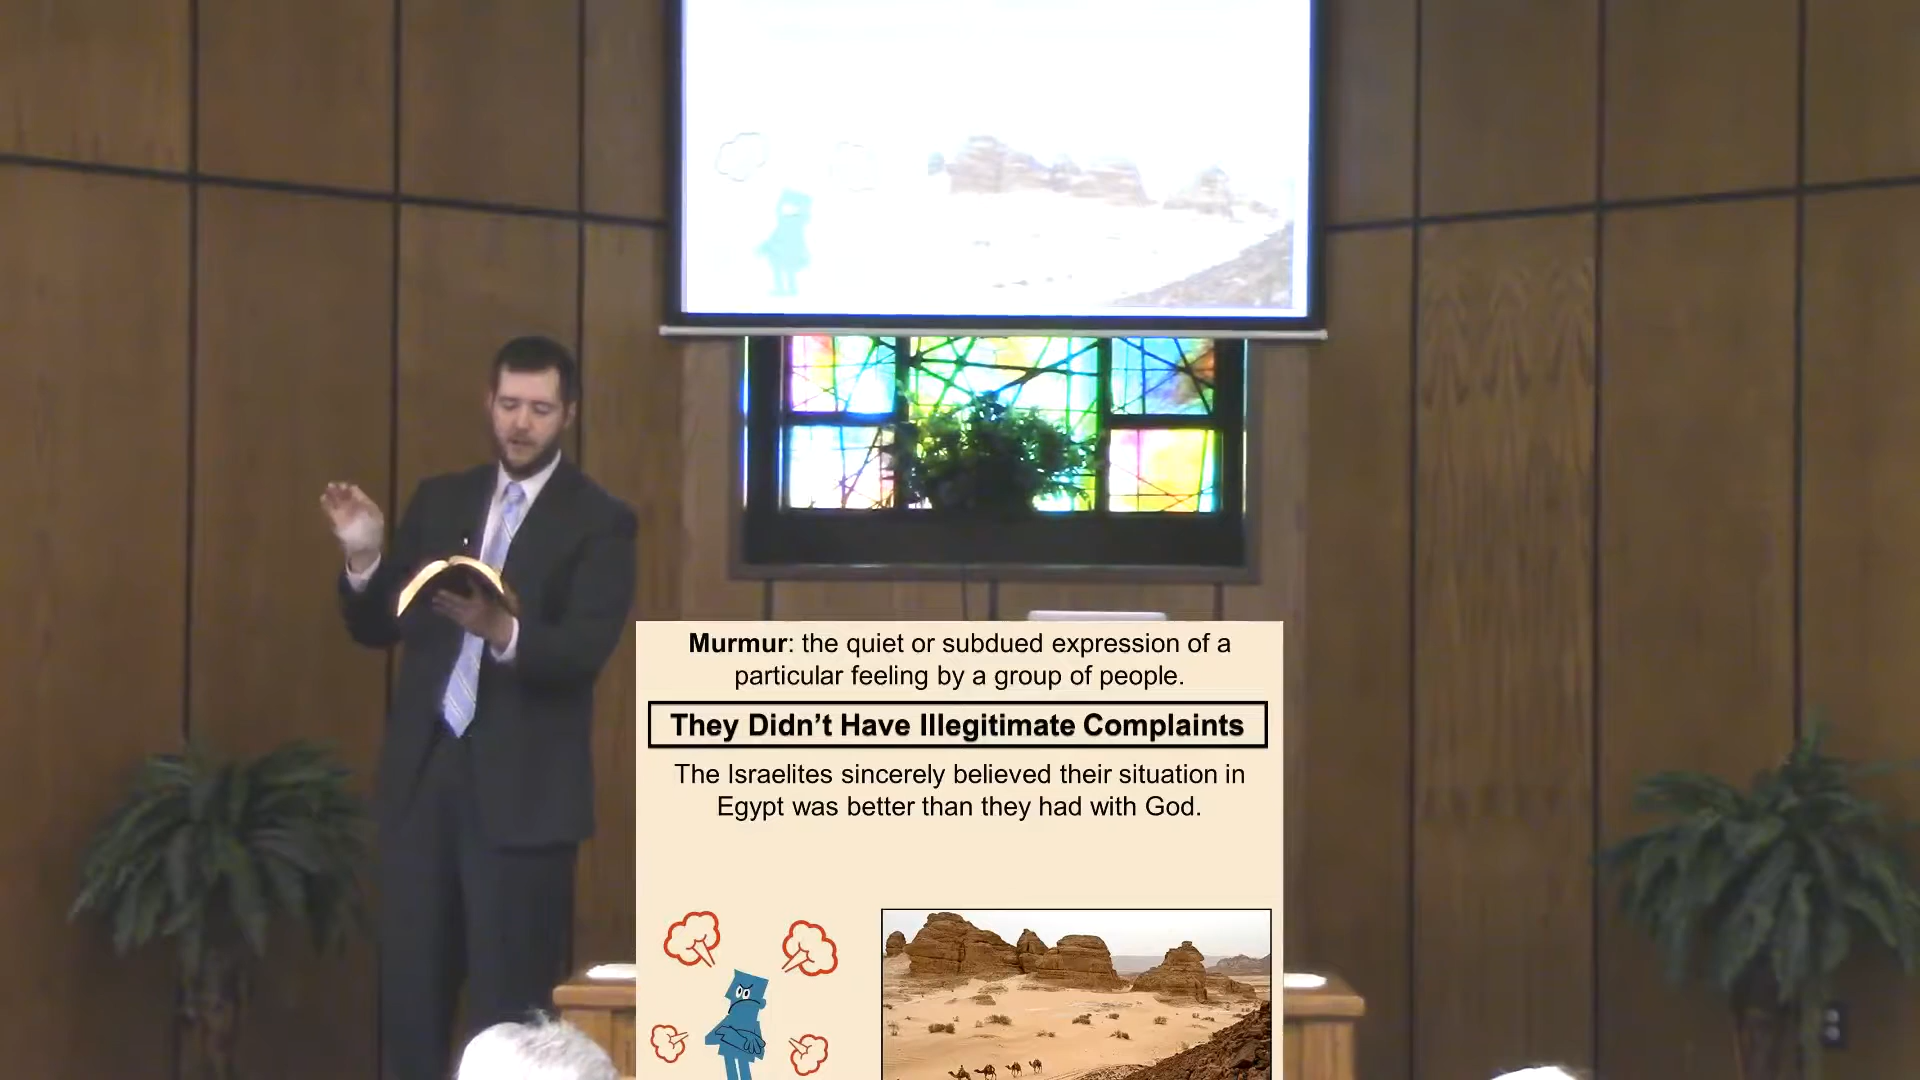 Murmur: the quiet or subdued expression of a
particular feeling by a group of people.
They Didn’t Have Illegitimate Complaints
The Israelites sincerely believed their situation in
Egypt was better than they had with God.